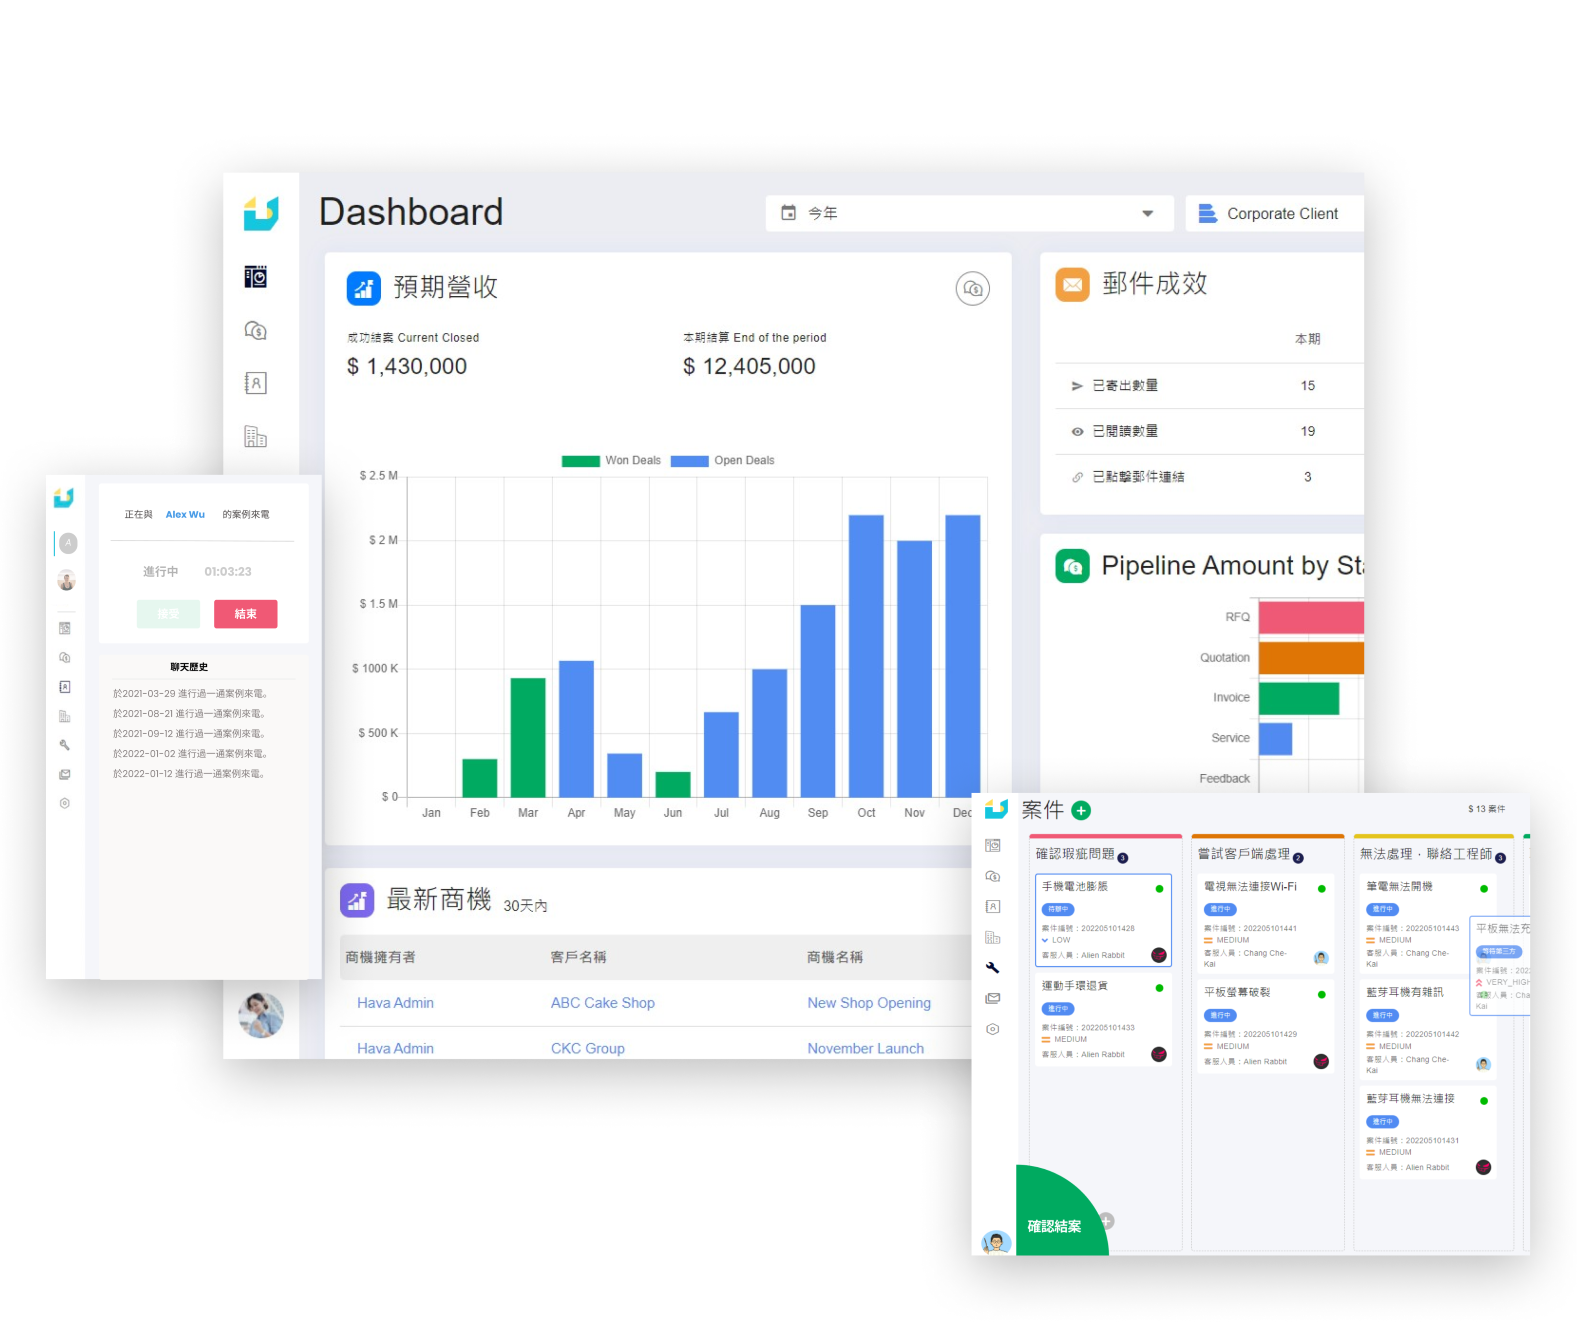 Dashboard
今年
Corporate Client
預期營收
成功結案 Current Closed
本期結算 End of the period
$ 1,430,000
$ 12,405,000
Won Deals
Open Deals
$ 2.5 M
$ 2 M
$ 1.5 M
$ 1000 K
$ 500 K
$ 0
Jan Feb Mar Apr May Jun Jul Aug Sep Oct Nov Dec
郵件成效
本期
已寄出數量 15
已閱讀數量 19
已點擊郵件連結 3
Pipeline Amount by Sta
RFQ
Quotation
Invoice
Service
Feedback
最新商機 30天內
商機擁有者 客戶名稱 商機名稱
Hava Admin ABC Cake Shop New Shop Opening
Hava Admin CKC Group November Launch
正在與 Alex Wu 的案例來電
A
進行中 01:03:23
接受 結束
聊天歷史
於2021-03-29 進行過一通案例來電。
於2021-08-21 進行過一通案例來電。
於2021-09-12 進行過一通案例來電。
於2022-01-02 進行過一通案例來電。
於2022-01-12 進行過一通案例來電。
案件
$ 13 案件
確認瑕疵問題 3
手機電池膨脹
待辦中
案件編號：202205101428
LOW
客服人員：Alien Rabbit
運動手環退貨
進行中
案件編號：202205101433
MEDIUM
客服人員：Alien Rabbit
嘗試客戶端處理 2
電視無法連接Wi-Fi
進行中
案件編號：202205101441
MEDIUM
客服人員：Chang Che-
Kai
平板螢幕破裂
進行中
案件編號：202205101429
MEDIUM
客服人員：Alien Rabbit
無法處理・聯絡工程師 3
筆電無法開機
進行中
案件編號：202205101443
MEDIUM
客服人員：Chang Che-
Kai
藍芽耳機有雜訊
進行中
案件編號：202205101442
MEDIUM
客服人員：Chang Che-
Kai
藍芽耳機無法連接
進行中
案件編號：202205101431
MEDIUM
客服人員：Alien Rabbit
平板無法充
案件編號：202
VERY_HIGH
Cha
Kai
確認結案